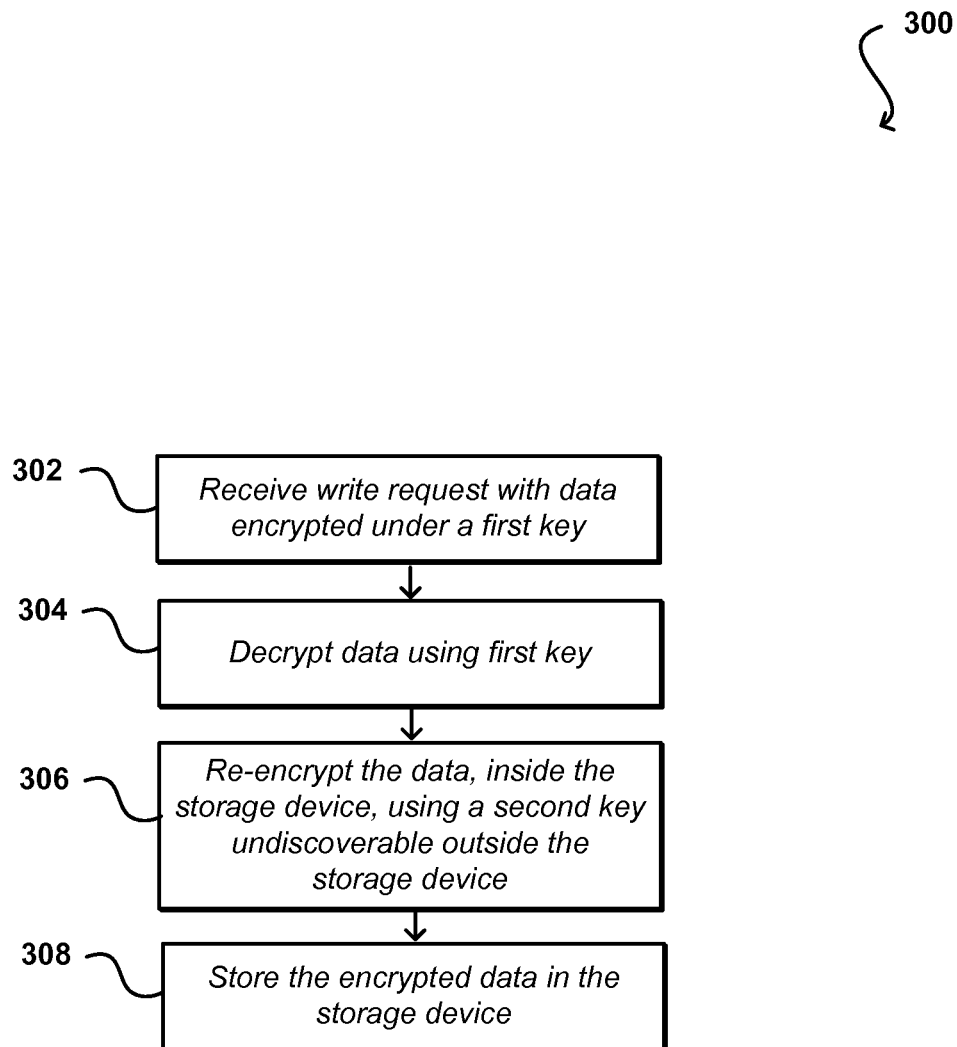 300
302
Receive write request with data
encrypted under a first key
304
Decrypt data using first key
306
Re-encrypt the data, inside the
storage device, using a second key
undiscoverable outside the
storage device
308
Store the encrypted data in the
storage device